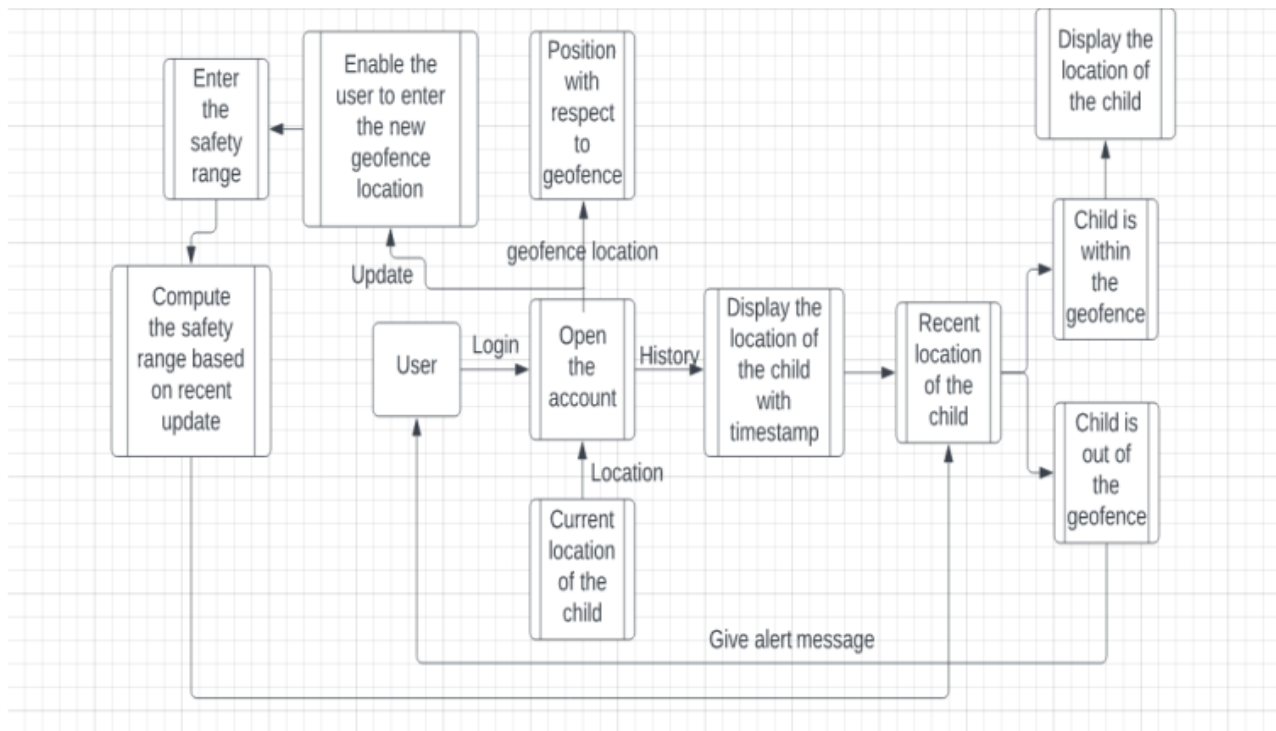 Enter
the
safety
range
Enable the
user to enter
the new
geofence
location
Position
with
respect
to
geofence
Display the
location of
the child
geofence location
Update
Child is
within
the
geofence
Compute
the safety
range based
on recent
update
User
Login
Open
the
account
History
Display the
location of
the child
with
timestamp
Recent
location
of the
child
Child is
out of
the
geofence
Location
Current
location
of the
child
Give alert message